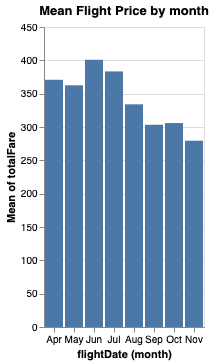 Mean Flight Price by month
450
400
350
300
250
200
150
100
50
0
Mean of totalFare
Apr May Jun Jul Aug Sep Oct Nov
flightDate (month)